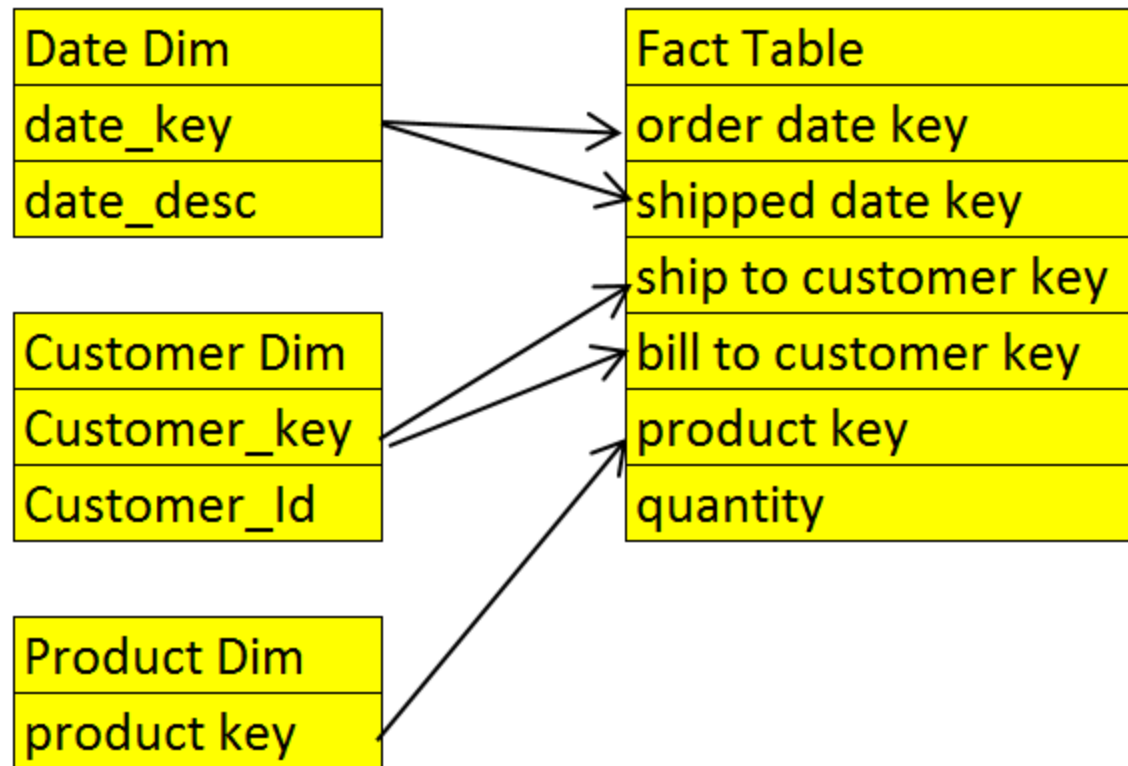 Date Dim
date_key
date_desc
Customer Dim
Customer_key
Customer_Id
Product Dim
product key
Fact Table
order date key
shipped date key
ship to customer key
bill to customer key
product key
quantity